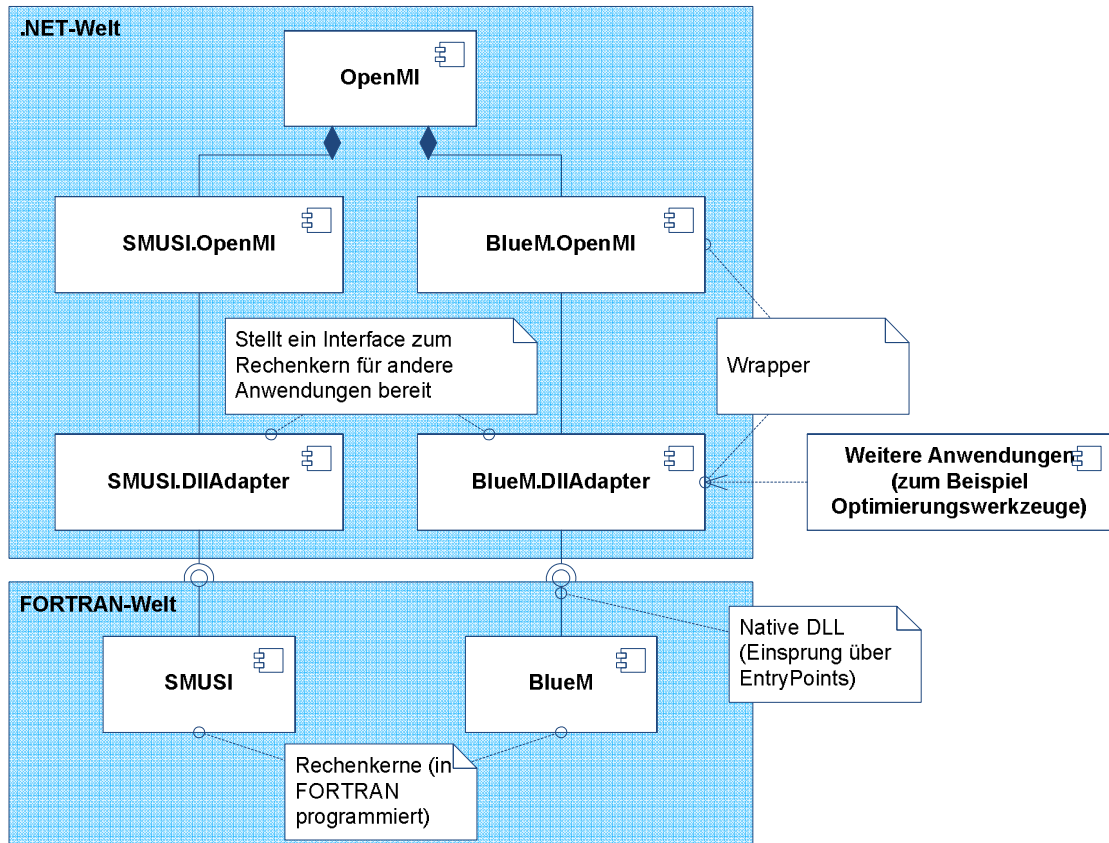 .NET-Welt
OpenMI
SMUSI.OpenMI
BlueM.OpenMI
Stellt ein Interface zum
Rechenkern für andere
Anwendungen bereit
Wrapper
SMUSI.DllAdapter
BlueM.DllAdapter
Weitere Anwendungen
(zum Beispiel
Optimierungswerkzeuge)
FORTRAN-Welt
Native DLL
(Einsprung über
EntryPoints)
SMUSI
BlueM
Rechenkerne (in
FORTRAN
programmiert)